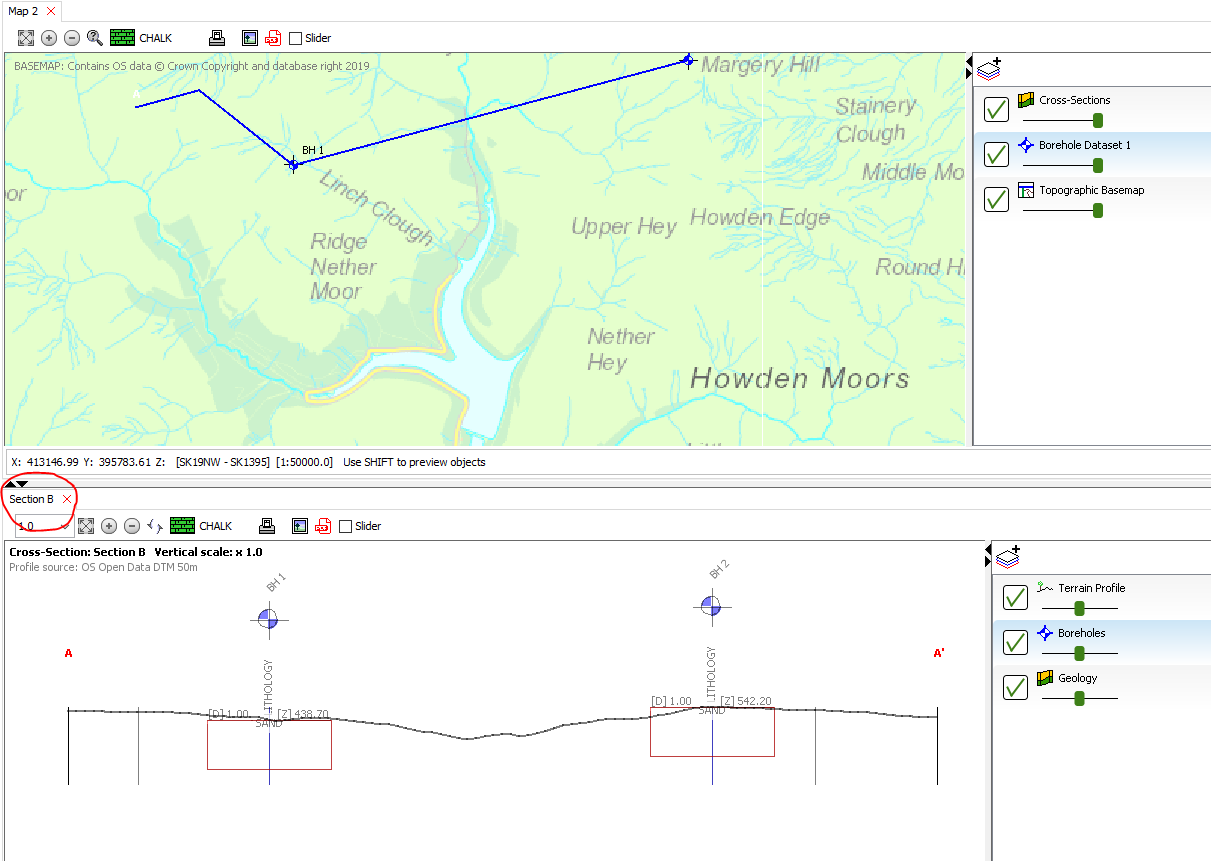 Map 2
CHALK
Slider
BASEMAP: Contains OS data © Crown Copyright and database right 2019
Margery Hill
A
Stainery
Clough
BH 1
Middle Mo
Linch Clough
or
Upper Hey
Howden Edge
Ridge
Nether
Moor
Round Hi
Nether
Hey
Howden Moors
Cross-Sections
Borehole Dataset 1
Topographic Basemap
X: 413146.99 Y: 395783.61 Z: [SK19NW - SK1395] [1:50000.0] Use SHIFT to preview objects
Section B
1.0
CHALK
Slider
Cross-Section: Section B Vertical scale: x 1.0
Profile source: OS Open Data DTM 50m
BH 1
BH 2
A
A'
LITHOLOGY
LITHOLOGY
[D] 1.00 [Z] 438.70
SAND
[D] 1.00 [Z] 542.20
SAND
Terrain Profile
Boreholes
Geology